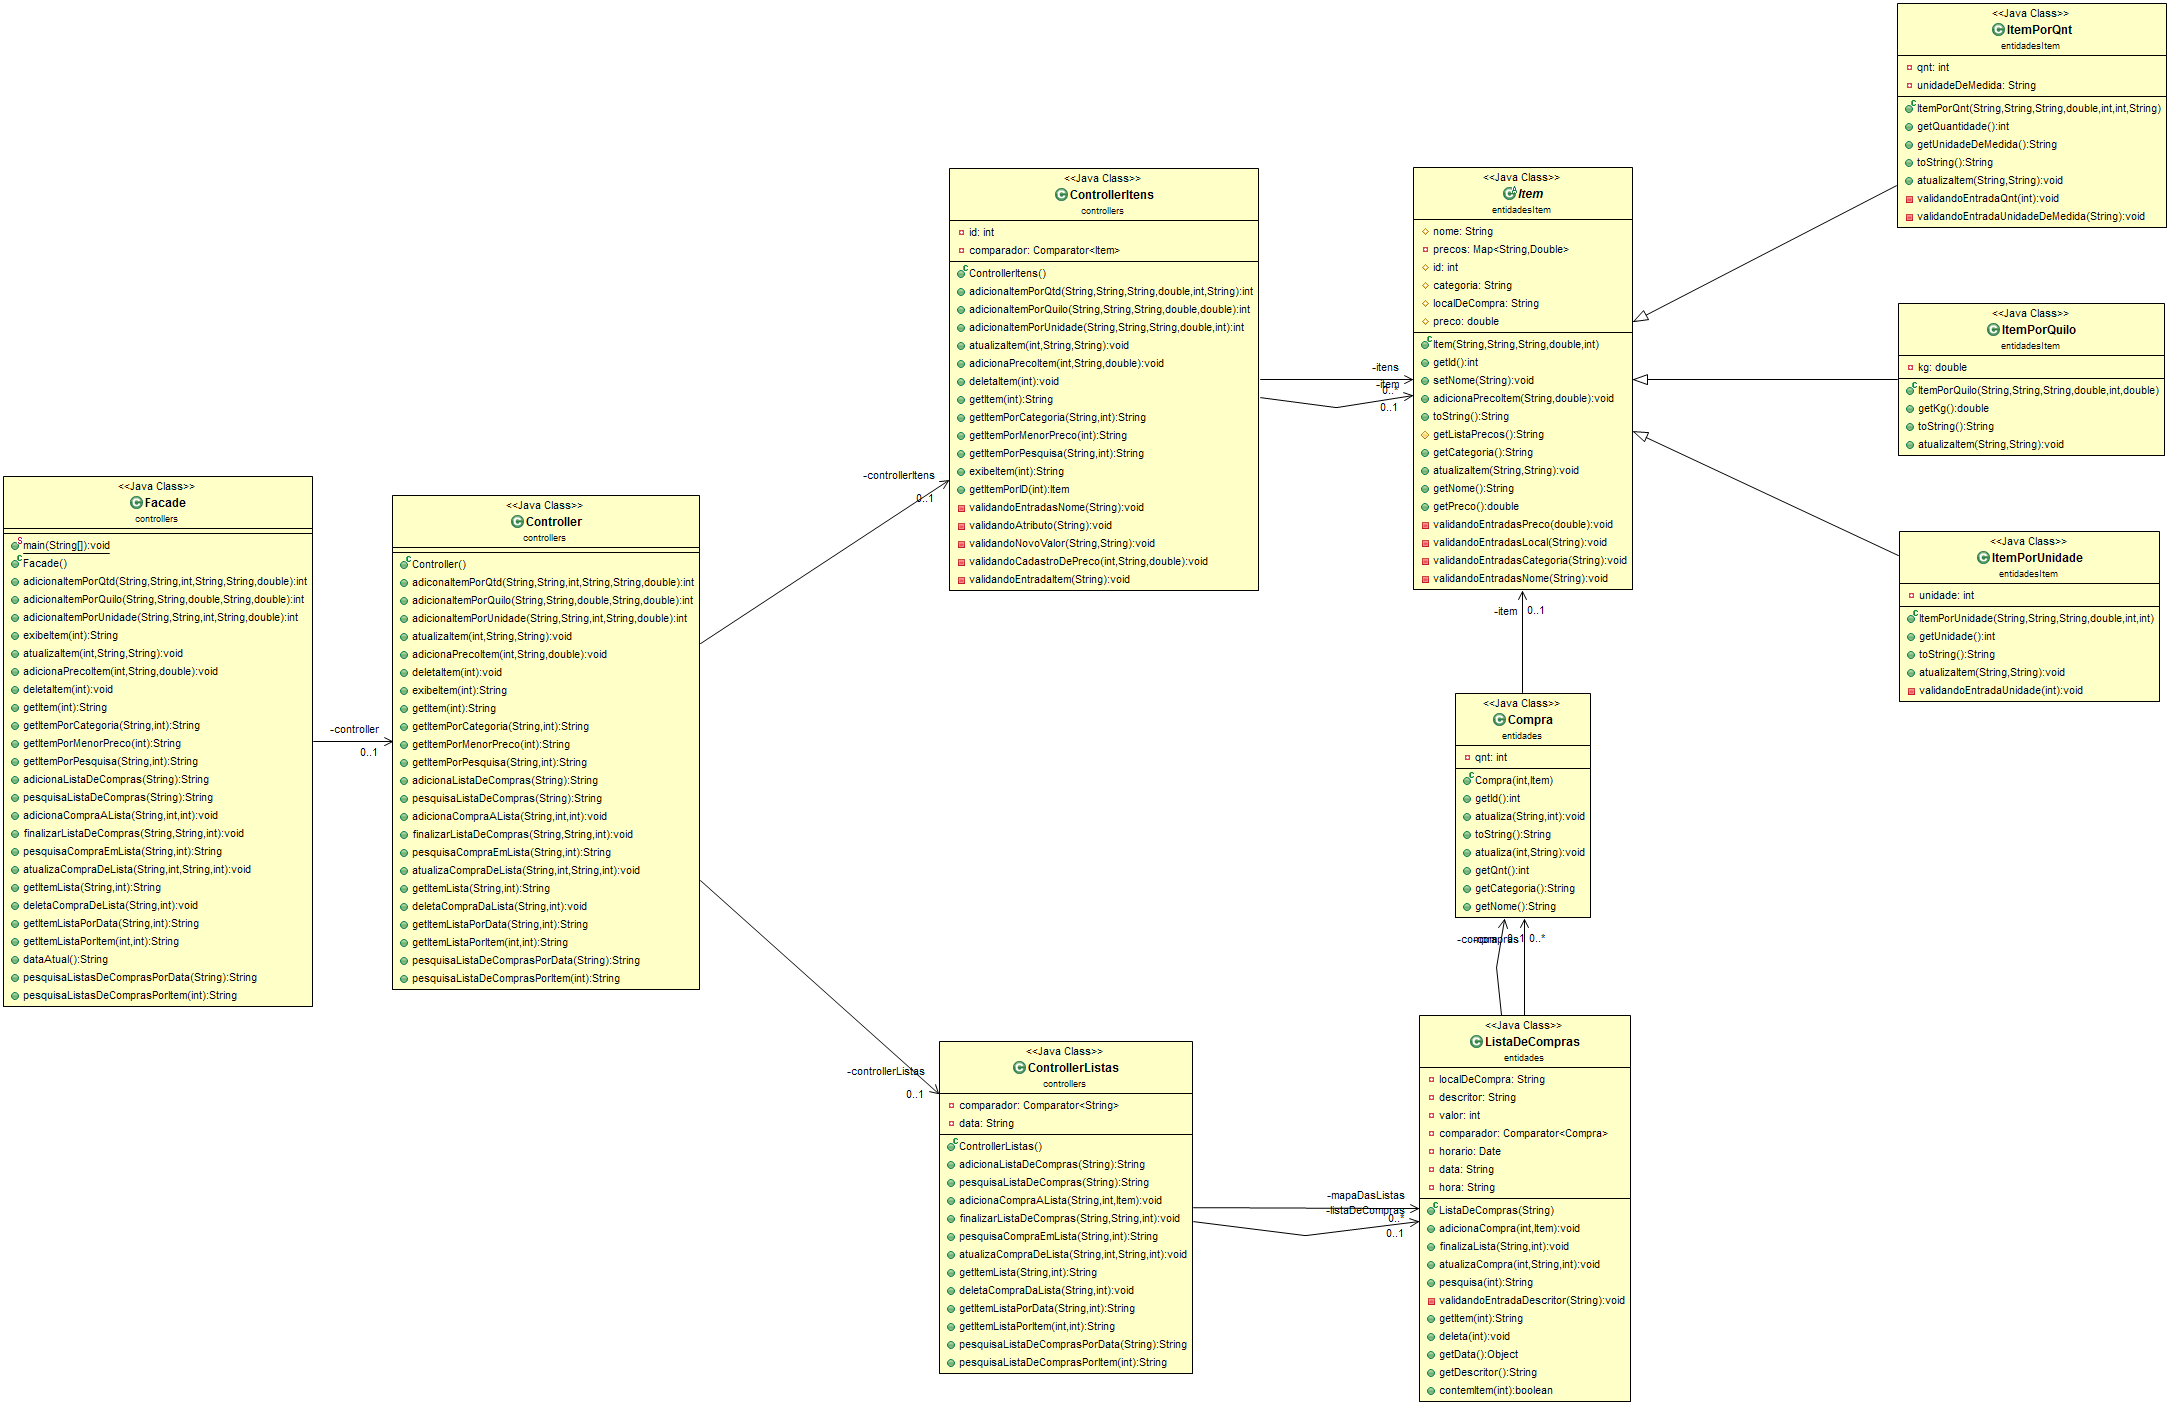 <<Java Class>>
Facade
controllers
main(String[]):void
Facade()
adicionaItemPorQtd(String,String,int,String,String,double):int
adicionaItemPorQuilo(String,String,double,String,double):int
adicionaItemPorUnidade(String,String,int,String,double):int
exibeItem(int):String
atualizaItem(int,String,String):void
adicionaPrecoItem(int,String,double):void
deletaItem(int):void
getItem(int):String
getItemPorCategoria(String,int):String
getItemPorMenorPreco(int):String
getItemPorPesquisa(String,int):String
adicionaListaDeCompras(String):String
pesquisaListaDeCompras(String):String
adicionaCompraALista(String,int,int):void
finalizarListaDeCompras(String,String,int):void
pesquisaCompraEmLista(String,int):String
atualizaCompraDeLista(String,int,String,int):void
getItemLista(String,int):String
deletaCompraDeLista(String,int):void
getItemListaPorData(String,int):String
getItemListaPorItem(int,int):String
dataAtual():String
pesquisaListasDeComprasPorData(String):String
pesquisaListasDeComprasPorItem(int):String
-controller
0..1
<<Java Class>>
Controller
controllers
Controller()
adiconaItemPorQtd(String,String,int,String,String,double):int
adicionaItemPorQuilo(String,String,double,String,double):int
adicionaItemPorUnidade(String,String,int,String,double):int
atualizaItem(int,String,String):void
adicionaPrecoItem(int,String,double):void
deletaItem(int):void
exibeItem(int):String
getItem(int):String
getItemPorCategoria(String,int):String
getItemPorMenorPreco(int):String
getItemPorPesquisa(String,int):String
adicionaListaDeCompras(String):String
pesquisaListaDeCompras(String):String
adicionaCompraALista(String,int,int):void
finalizarListaDeCompras(String,String,int):void
pesquisaCompraEmLista(String,int):String
atualizaCompraDeLista(String,int,String,int):void
getItemLista(String,int):String
deletaCompraDaLista(String,int):void
getItemListaPorData(String,int):String
getItemListaPorItem(int,int):String
pesquisaListaDeComprasPorData(String):String
pesquisaListaDeComprasPorItem(int):String
-controllerItens
0..1
-controllerListas
0..1
<<Java Class>>
ControllerItens
controllers
id: int
comparador: Comparator<Item>
ControllerItens()
adicionaItemPorQtd(String,String,String,double,int,String):int
adicionaItemPorQuilo(String,String,String,double,double):int
adicionaItemPorUnidade(String,String,String,double,int):int
atualizaItem(int,String,String):void
adicionaPrecoItem(int,String,double):void
deletaItem(int):void
getItem(int):String
getItemPorCategoria(String,int):String
getItemPorMenorPreco(int):String
getItemPorPesquisa(String,int):String
exibeItem(int):String
getItemPorID(int):Item
validandoEntradasNome(String):void
validandoAtributo(String):void
validandoNovoValor(String,String):void
validandoCadastroDePreco(int,String,double):void
validandoEntradaItem(String):void
-itens
-item
0..*
0..1
<<Java Class>>
ControllerListas
controllers
comparador: Comparator<String>
data: String
ControllerListas()
adicionaListaDeCompras(String):String
pesquisaListaDeCompras(String):String
adicionaCompraALista(String,int,Item):void
finalizarListaDeCompras(String,String,int):void
pesquisaCompraEmLista(String,int):String
atualizaCompraDeLista(String,int,String,int):void
getItemLista(String,int):String
deletaCompraDaLista(String,int):void
getItemListaPorData(String,int):String
getItemListaPorItem(int,int):String
pesquisaListaDeComprasPorData(String):String
pesquisaListaDeComprasPorItem(int):String
-mapaDasListas
-listaDeCompras
0..*
0..1
<<Java Class>>
Item
entidadesItem
nome: String
precos: Map<String,Double>
id: int
categoria: String
localDeCompra: String
preco: double
Item(String,String,String,double,int)
getId():int
setNome(String):void
adicionaPrecoItem(String,double):void
toString():String
getListaPrecos():String
getCategoria():String
atualizaItem(String,String):void
getNome():String
getPreco():double
validandoEntradasPreco(double):void
validandoEntradasLocal(String):void
validandoEntradasCategoria(String):void
validandoEntradasNome(String):void
-item
0..1
<<Java Class>>
Compra
entidades
qnt: int
Compra(int,Item)
getId():int
atualiza(String,int):void
toString():String
atualiza(int,String):void
getQnt():int
getCategoria():String
getNome():String
-compra
-compras
0..1
0..*
<<Java Class>>
ListaDeCompras
entidades
localDeCompra: String
descritor: String
valor: int
comparador: Comparator<Compra>
horario: Date
data: String
hora: String
ListaDeCompras(String)
adicionaCompra(int,Item):void
finalizaLista(String,int):void
atualizaCompra(int,String,int):void
pesquisa(int):String
validandoEntradaDescritor(String):void
getItem(int):String
deleta(int):void
getData():Object
getDescritor():String
contemItem(int):boolean
<<Java Class>>
ItemPorQnt
entidadesItem
qnt: int
unidadeDeMedida: String
ItemPorQnt(String,String,String,double,int,int,String)
getQuantidade():int
getUnidadeDeMedida():String
toString():String
atualizaItem(String,String):void
validandoEntradaQnt(int):void
validandoEntradaUnidadeDeMedida(String):void
<<Java Class>>
ItemPorQuilo
entidadesItem
kg: double
ItemPorQuilo(String,String,String,double,int,double)
getKg():double
toString():String
atualizaItem(String,String):void
<<Java Class>>
ItemPorUnidade
entidadesItem
unidade: int
ItemPorUnidade(String,String,String,double,int,int)
getUnidade():int
toString():String
atualizaItem(String,String):void
validandoEntradaUnidade(int):void